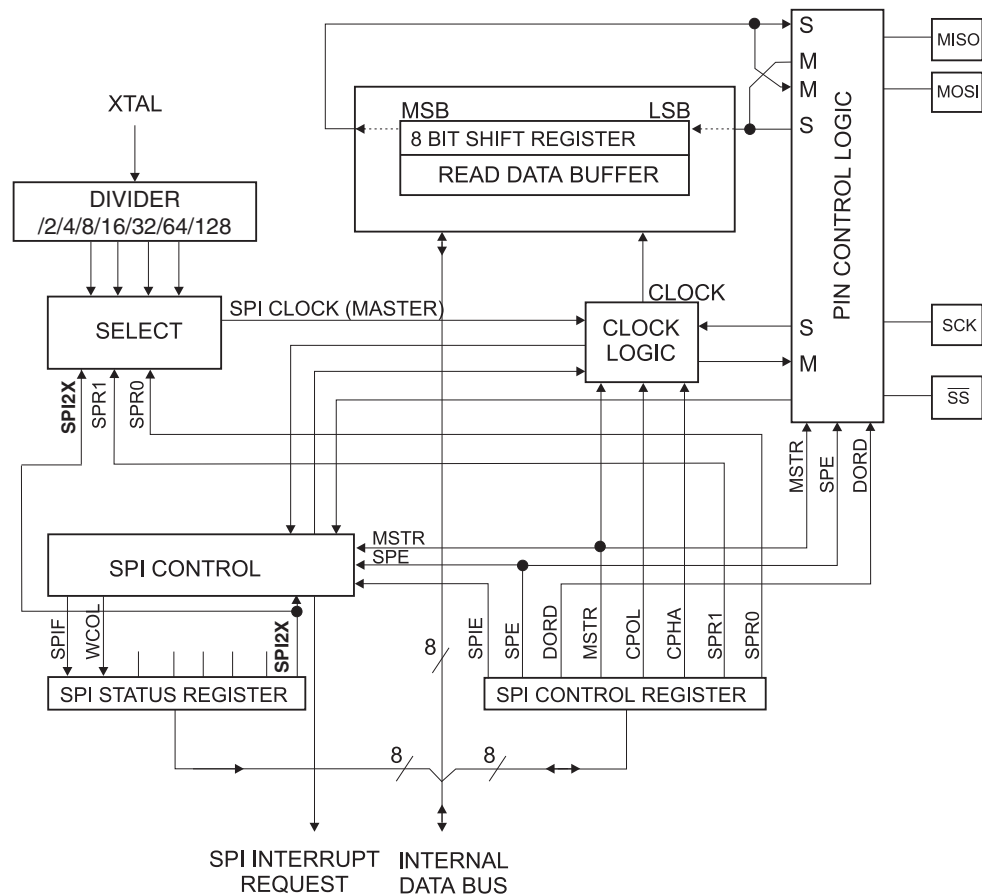 S
MISO
M
M
MOSI
S
XTAL
MSB
LSB
8 BIT SHIFT REGISTER
READ DATA BUFFER
PIN CONTROL LOGIC
DIVIDER
/2/4/8/16/32/64/128
SPI CLOCK (MASTER)
CLOCK
SELECT
CLOCK
LOGIC
S
M
SCK
SS
SPI2X
SPR1
SPR0
MSTR
SPE
DORD
MSTR
SPE
SPI CONTROL
SPIF
WCOL
SPI2X
SPIE
SPE
DORD
MSTR
CPOL
CPHA
SPR1
SPR0
8
SPI STATUS REGISTER
SPI CONTROL REGISTER
8
8
SPI INTERRUPT
REQUEST
INTERNAL
DATA BUS